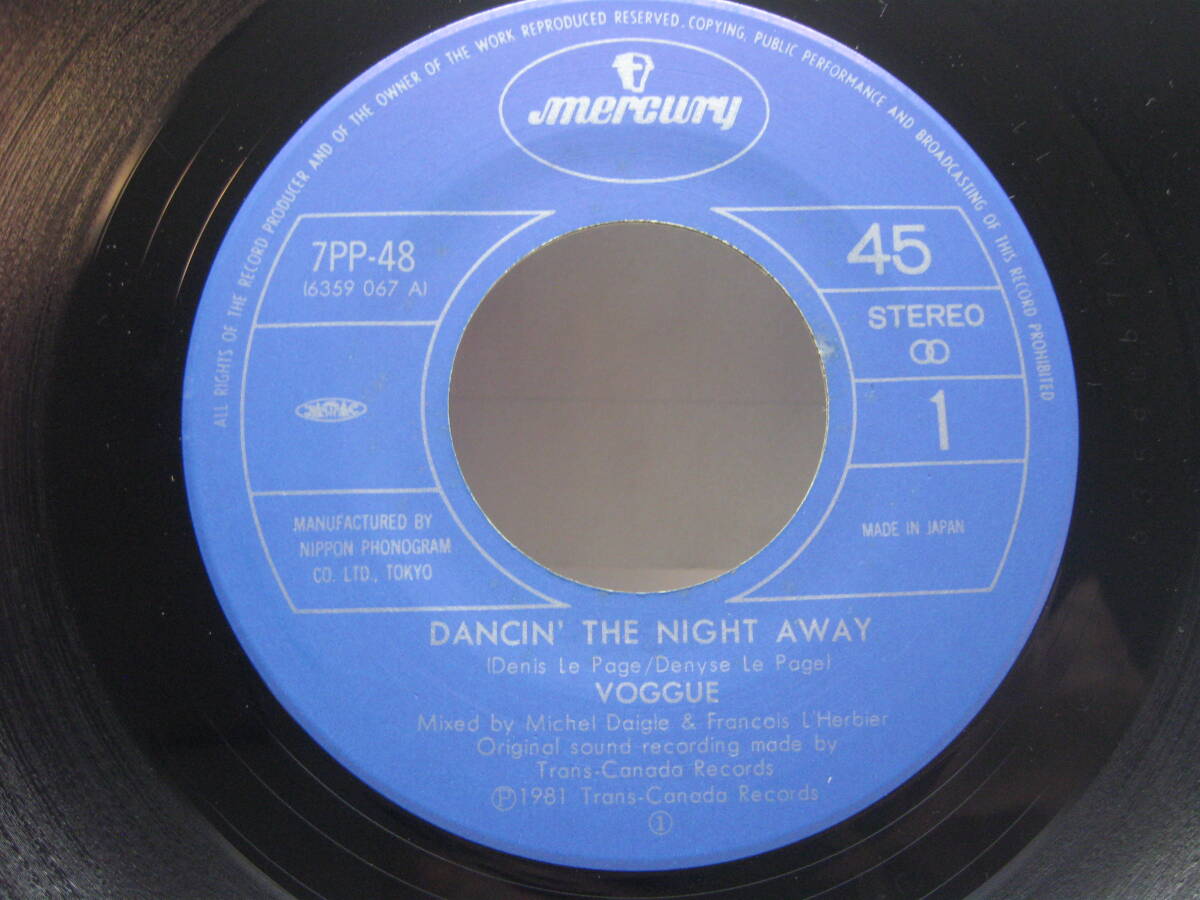 ALL RIGHTS OF THE RECORD PRODUCER AND OF THE OWNER OF THE WORK REPRODUCED RESERVED. COPYING, PUBLIC PERFORMANCE AND BROADCASTING OF THIS RECORD PROHIBITED
mercury
7PP-48
(6359 067 A)
45
STEREO
1
JASRAC
MANUFACTURED BY
NIPPON PHONOGRAM
CO. LTD., TOKYO
MADE IN JAPAN
DANCIN' THE NIGHT AWAY
(Denis Le Page/Denyse Le Page)
VOGGUE
Mixed by Michel Daigle & Francois L'Herbier
Original sound recording made by
Trans-Canada Records
Ⓟ1981 Trans-Canada Records
①